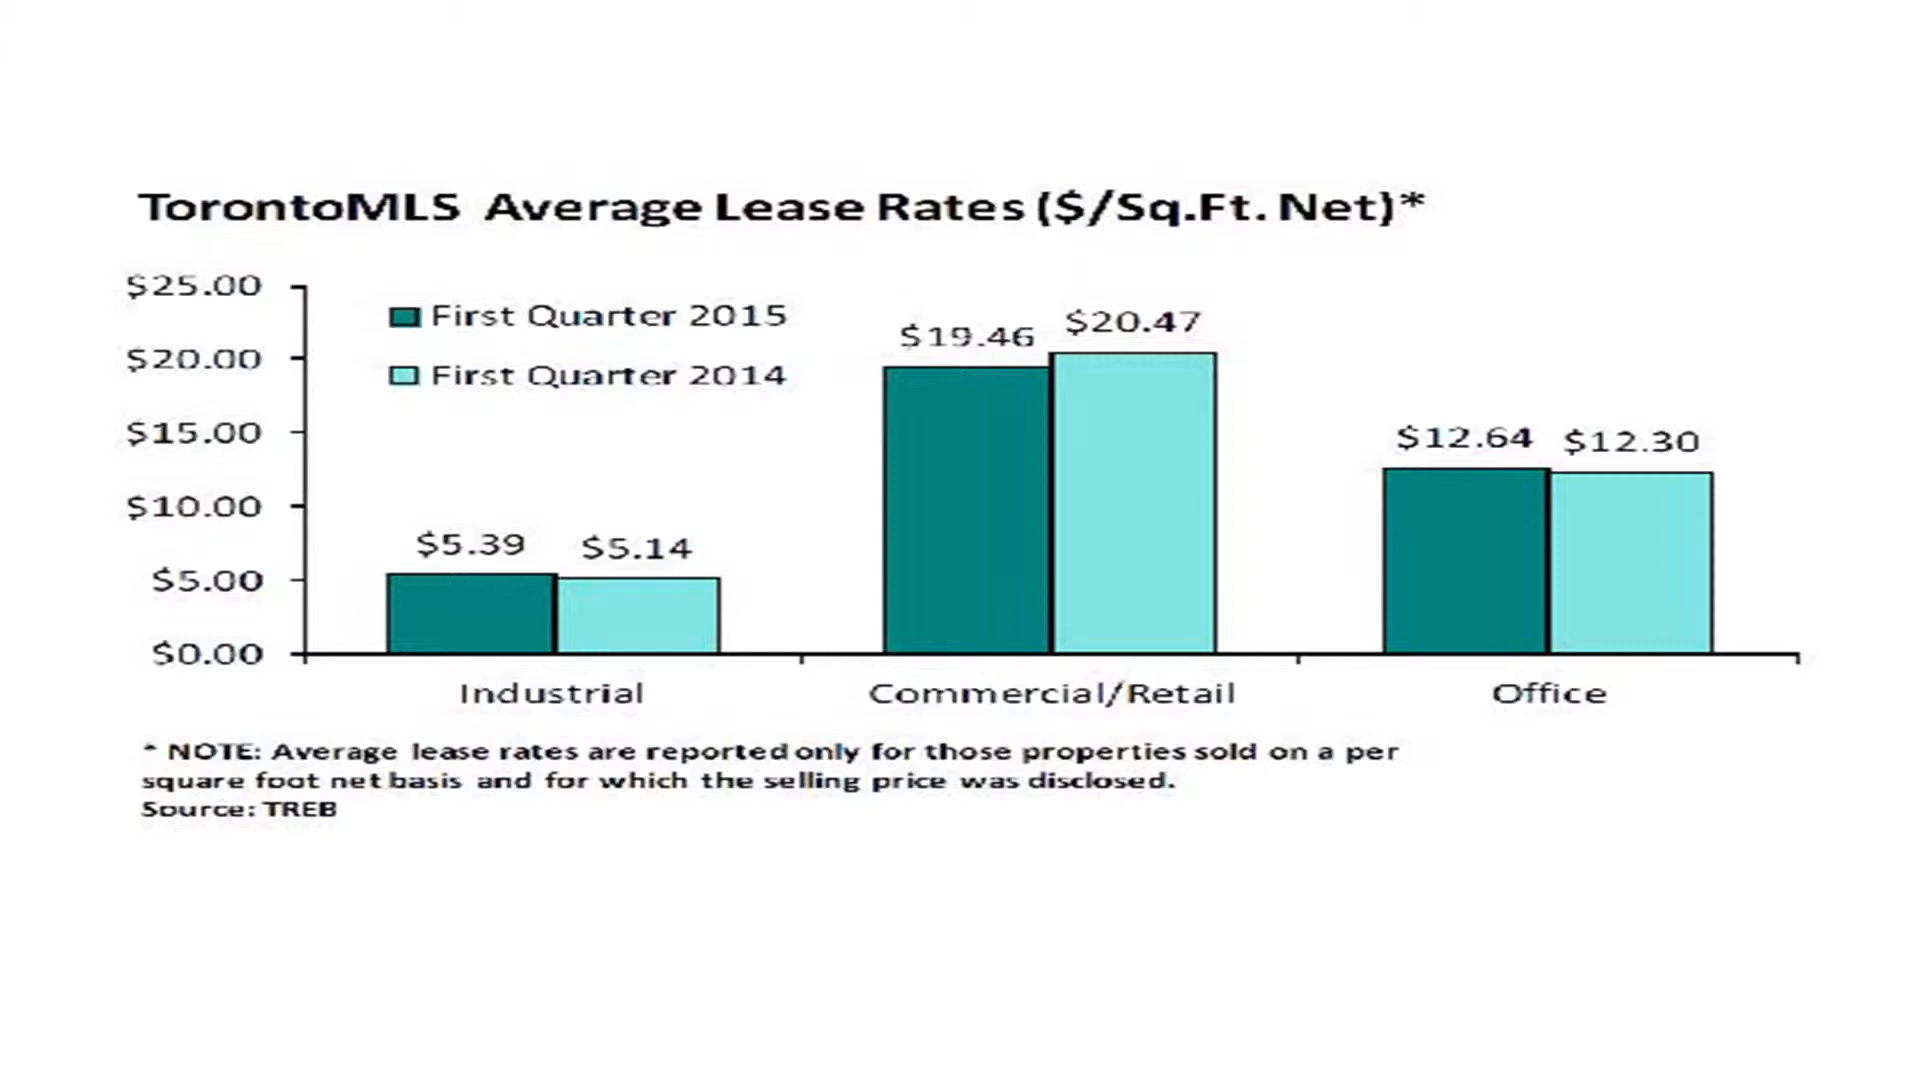 TorontoMLS Average Lease Rates ($/Sq.Ft. Net)*
$25.00
$20.00
$15.00
$10.00
$5.00
$0.00
First Quarter 2015
First Quarter 2014
$5.39 $5.14
$19.46 $20.47
$12.64 $12.30
Industrial Commercial/Retail Office
* NOTE: Average lease rates are reported only for those properties sold on a per
square foot net basis and for which the selling price was disclosed.
Source: TREB